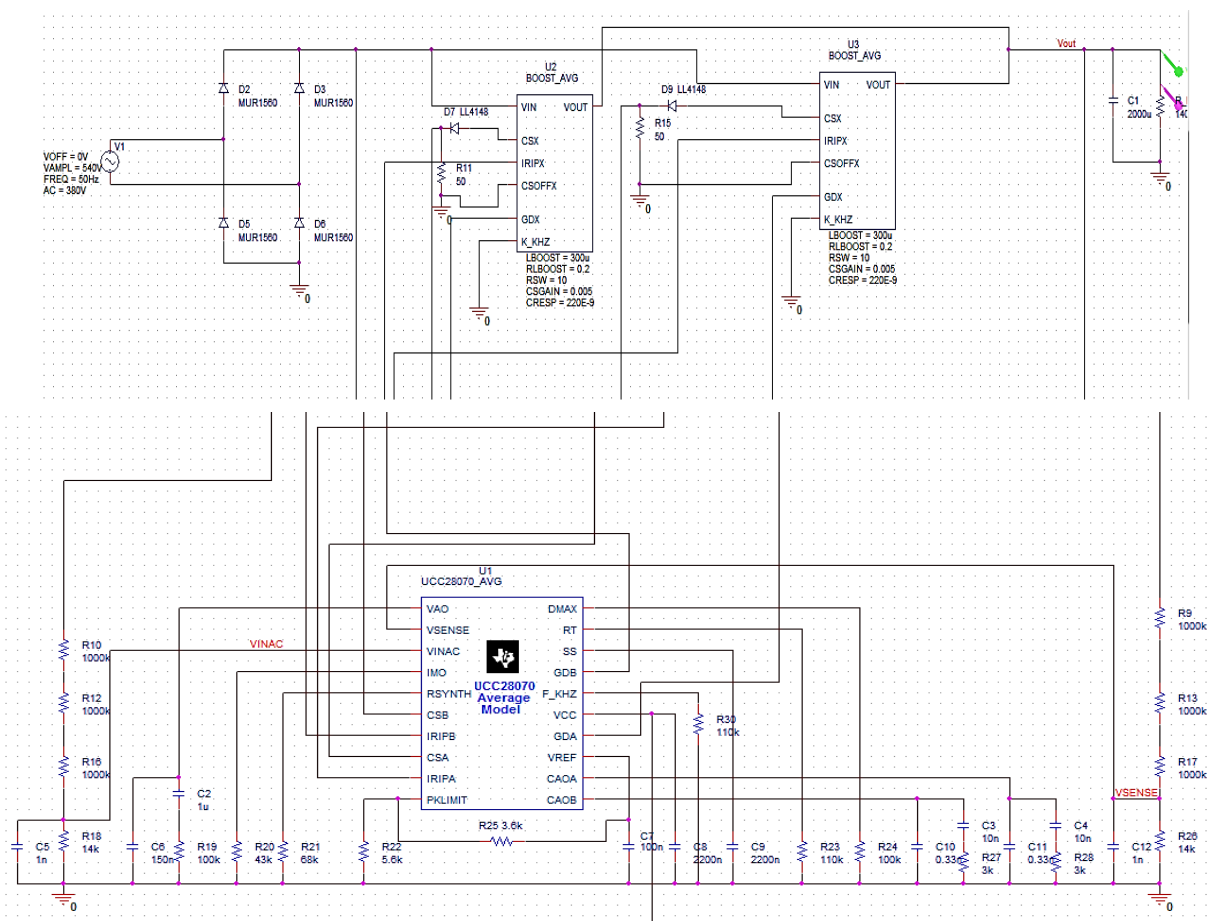 Vout
U3
BOOST_AVG
U2
BOOST_AVG
D2
MUR1560
D3
MUR1560
D7 LL4148
D9 LL4148
VIN VOUT
CSX
IRIPX
CSOFFX
GDX
K_KHZ
VIN VOUT
CSX
IRIPX
CSOFFX
GDX
K_KHZ
R15
50
R11
50
C1
2000u
V1
VOFF = 0V
VAMPL = 540V
FREQ = 50Hz
AC = 380V
D5
MUR1560
D6
MUR1560
0
0
0
0
0
0
LBOOST = 300u
RLBOOST = 0.2
RSW = 10
CSGAIN = 0.005
CRESP = 220E-9
LBOOST = 300u
RLBOOST = 0.2
RSW = 10
CSGAIN = 0.005
CRESP = 220E-9
U1
UCC28070_AVG
VAO DMAX
VSENSE RT
VINAC SS
IMO GDB
RSYNTH F_KHZ
CSB VCC
IRIPB GDA
CSA VREF
IRIPA CAOA
PKLIMIT CAOB
UCC28070
Average
Model
VINAC
VSENSE
R10
1000k
R12
1000k
R16
1000k
R18
14k
R9
1000k
R13
1000k
R17
1000k
R26
14k
R30
110k
R25 3.6k
C2
1u
C5
1n
C6
150n
R19
100k
R20
43k
R21
68k
R22
5.6k
C7
100n
C8
2200n
C9
2200n
R23
110k
R24
100k
C10
0.33n
C3
10n
R27
3k
C11
0.33n
C4
10n
R28
3k
C12
1n
0
0